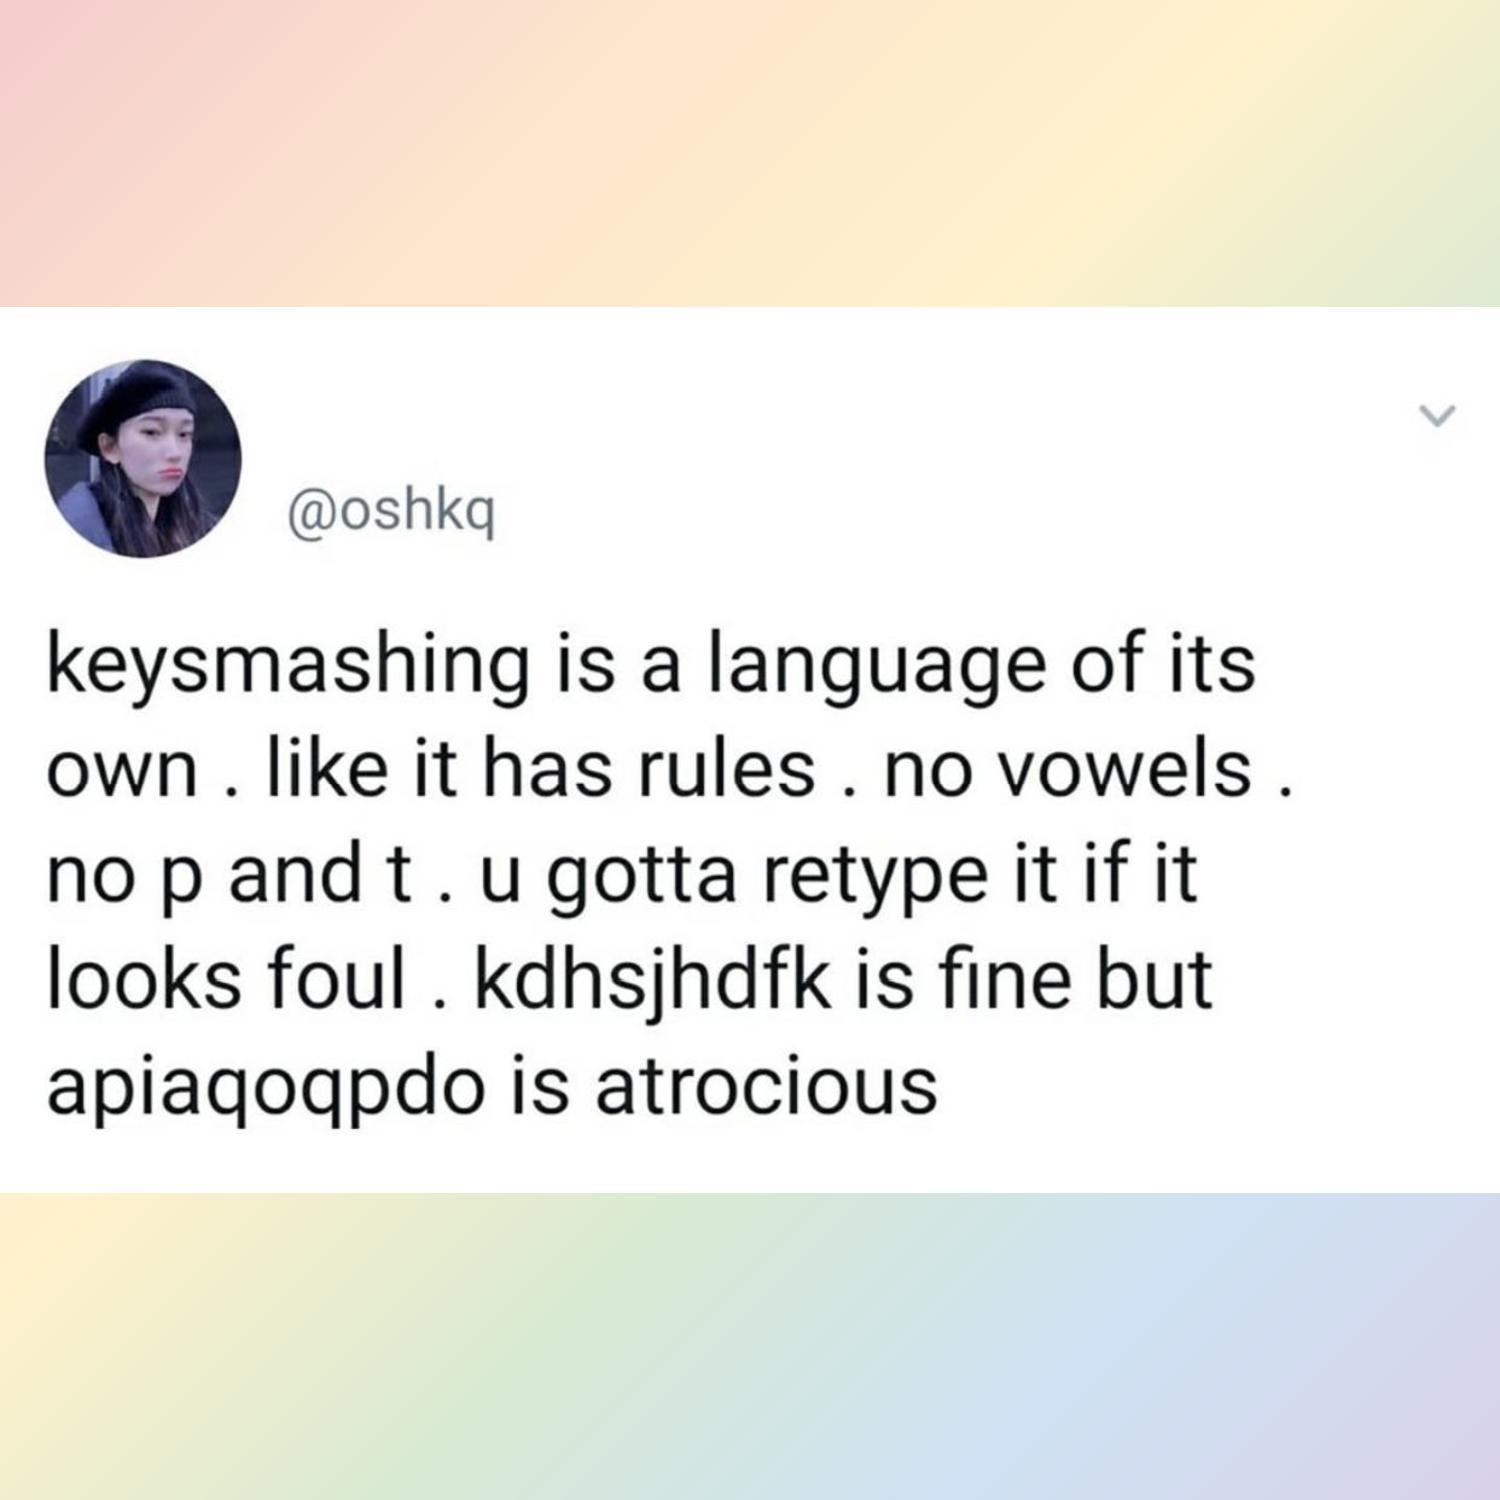 @oshkq
keysmashing is a language of its
own . like it has rules . no vowels .
no p and t . u gotta retype it if it
looks foul . kdhsjhdfk is fine but
apiaqoqpdo is atrocious